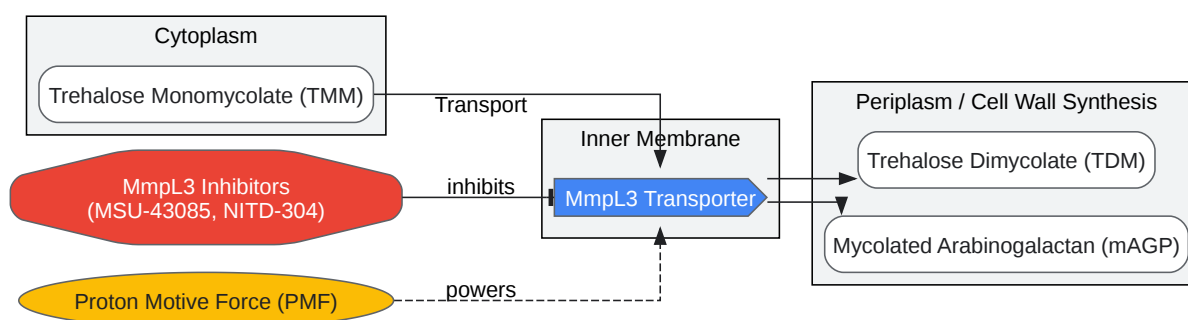 Cytoplasm
Trehalose Monomycolate (TMM)
Transport
Inner Membrane
MmpL3 Transporter
Periplasm / Cell Wall Synthesis
Trehalose Dimycolate (TDM)
Mycolated Arabinogalactan (mAGP)
MmpL3 Inhibitors
(MSU-43085, NITD-304)
inhibits
Proton Motive Force (PMF)
powers